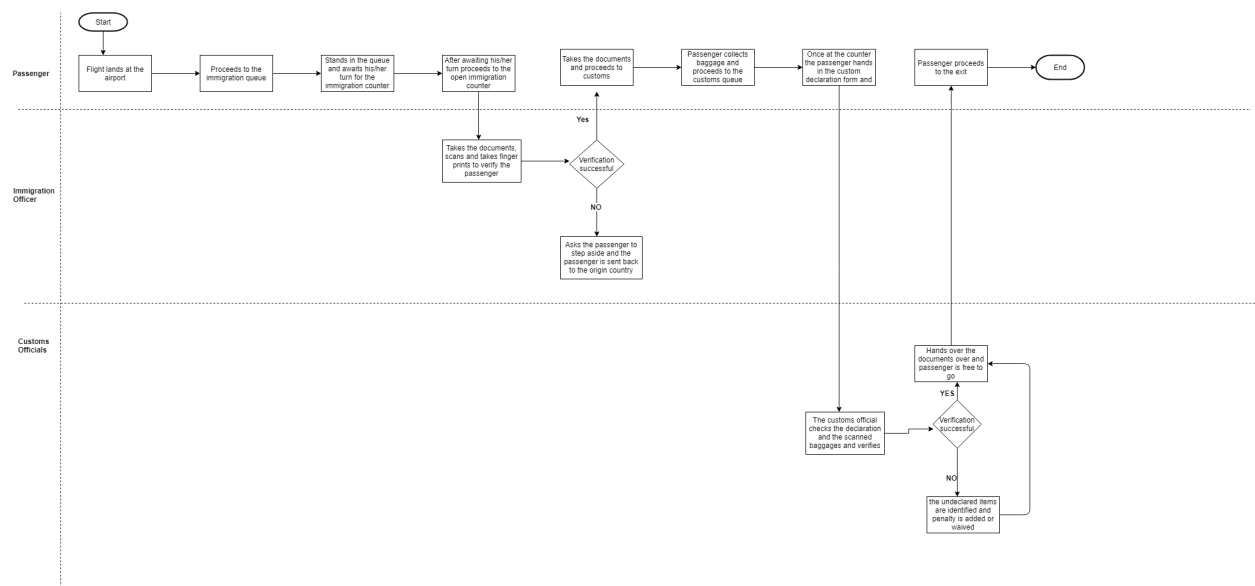 Start
Passenger
Flight lands at the
airport
Proceeds to the
immigration queue
Stands in the queue
and awaits his/her
turn for the
immigration counter
After awaiting his/her
turn proceeds to the
open immigration
counter
Takes the documents
and proceeds to
customs
Passenger collects
baggage and
proceeds to the
customs queue
Once at the counter
the passenger hands
in the custom
declaration form and
Passenger proceeds
to the exit
End
Yes
Immigration
Officer
Takes the documents,
scans and takes finger
prints to verify the
passenger
Verification
successful
NO
Asks the passenger to
step aside and the
passenger is sent back
to the origin country
Customs
Officials
Hands over the
documents over and
passenger is free to
go
YES
The customs official
checks the declaration
and the scanned
baggages and verifies
Verification
successful
NO
the undeclared items
are identified and
penalty is added or
waived